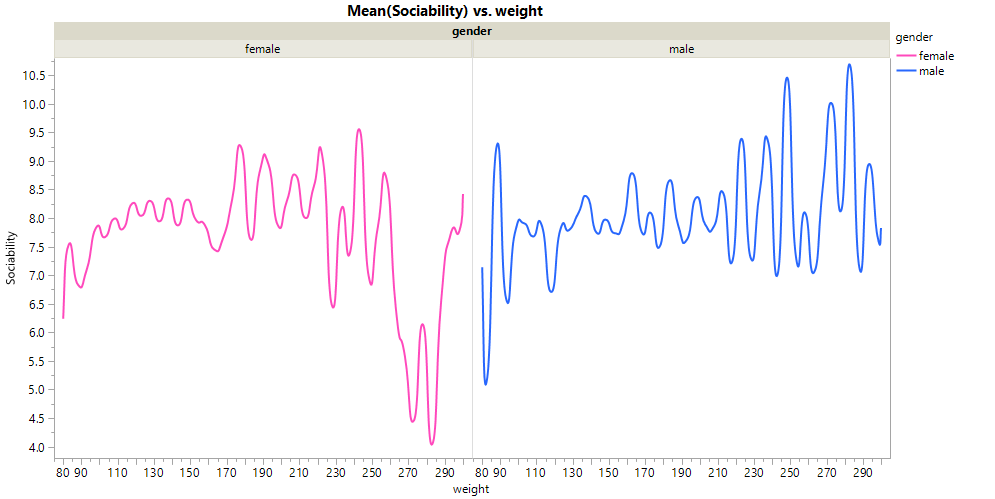 Mean(Sociability) vs. weight
gender
female male
gender
female
male
Sociability
10.5
10.0
9.5
9.0
8.5
8.0
7.5
7.0
6.5
6.0
5.5
5.0
4.5
4.0
80 90 110 130 150 170 190 210 230 250 270 290 80 90 110 130 150 170 190 210 230 250 270 290
weight